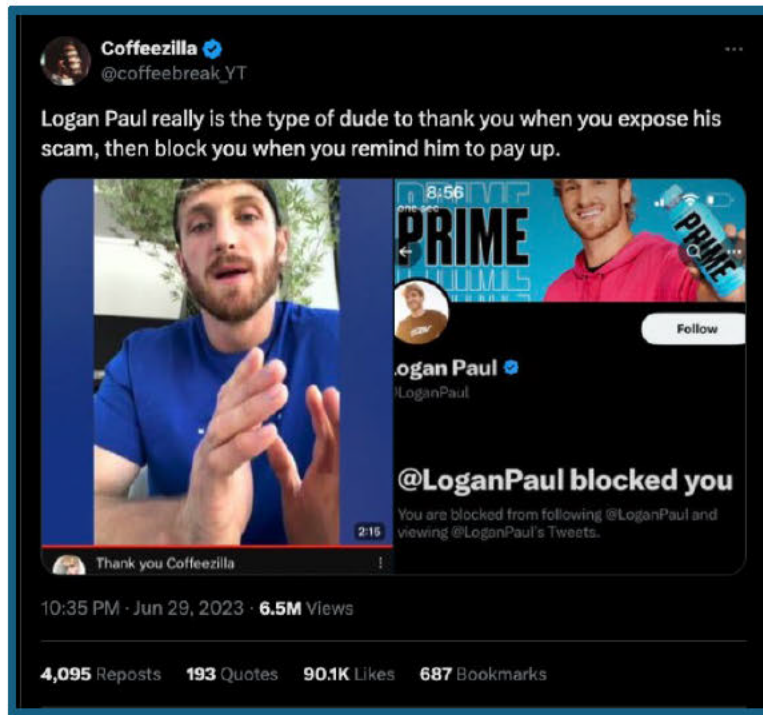 Coffeezilla
@coffeebreak_YT
Logan Paul really is the type of dude to thank you when you expose his
scam, then block you when you remind him to pay up.
2:15
Thank you Coffeezilla
8:56
one sec
PRIME
PRIME
PRIME
Follow
ogan Paul
LoganPaul
@LoganPaul blocked you
You are blocked from following @LoganPaul and
viewing @LoganPaul's Tweets.
10:35 PM · Jun 29, 2023 · 6.5M Views
4,095 Reposts 193 Quotes 90.1K Likes 687 Bookmarks